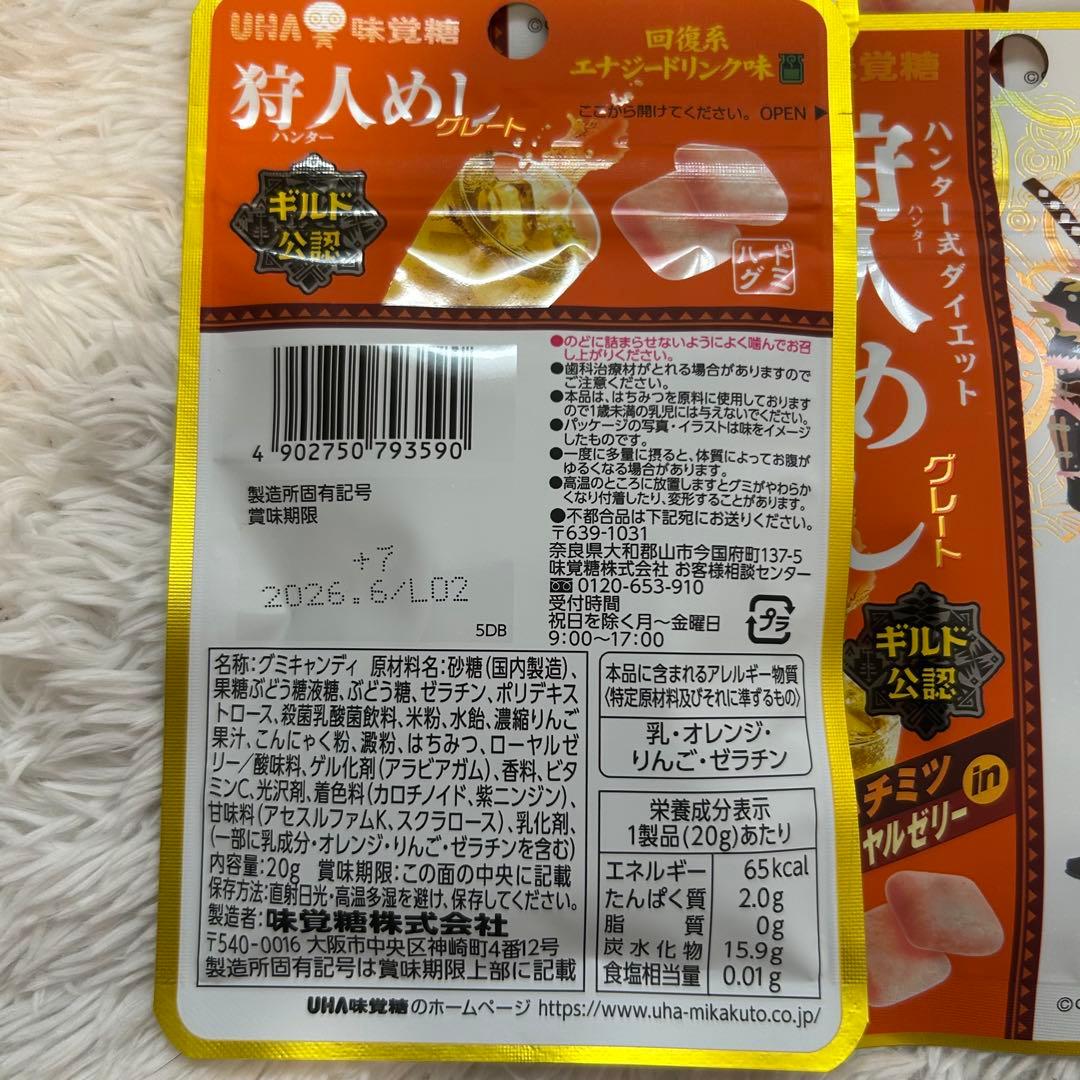 UHA 味覚糖
回復系
エナジードリンク味
狩人めし
ハンター
グレート
ここから開けてください。 OPEN ▶
ギルド
公認
ハード
グミ
4 902750 793590
製造所固有記号
賞味期限
+7
2026.6/L02
5DB
●のどに詰まらせないようによく噛んでお召
し上がりください。
●歯科治療材がとれる場合がありますので
ご注意ください。
●本品は、はちみつを原料に使用しております
ので1歳未満の乳児には与えないでください。
●パッケージの写真・イラストは味をイメージ
したものです。
●一度に多量に摂ると、体質によってお腹が
ゆるくなる場合があります。
●高温のところに放置しますとグミがやわらか
くなり付着したり、変形することがあります。
●不都合品は下記宛にお送りください。
〒639-1031
奈良県大和郡山市今国府町137-5
味覚糖株式会社 お客様相談センター
0120-653-910
受付時間
祝日を除く月〜金曜日
9:00〜17:00
プラ
名称:グミキャンディ 原材料名:砂糖(国内製造)、
果糖ぶどう糖液糖、ぶどう糖、ゼラチン、ポリデキス
トロース、殺菌乳酸菌飲料、米粉、水飴、濃縮りんご
果汁、こんにゃく粉、澱粉、はちみつ、ローヤルゼ
リー/酸味料、ゲル化剤(アラビアガム)、香料、ビタ
ミンC、光沢剤、着色料(カロチノイド、紫ニンジン)、
甘味料(アセスルファムK、スクラロース)、乳化剤、
(一部に乳成分・オレンジ・りんご・ゼラチンを含む)
内容量:20g 賞味期限:この面の中央に記載
保存方法:直射日光・高温多湿を避け、保存してください。
製造者:味覚糖株式会社
〒540-0016 大阪市中央区神崎町4番12号
製造所固有記号は賞味期限上部に記載
本品に含まれるアレルギー物質
〈特定原材料及びそれに準ずるもの〉
乳・オレンジ・
りんご・ゼラチン
栄養成分表示
1製品(20g)あたり
エネルギー 65kcal
たんぱく質 2.0g
脂質 0g
炭水化物 15.9g
食塩相当量 0.01g
UHA味覚糖のホームページ https://www.uha-mikakuto.co.jp/
覚糖
ハンター式ダイエット
狩人めし
ハンター
グレート
ギルド
公認
チミツ
ヤルゼリー
in